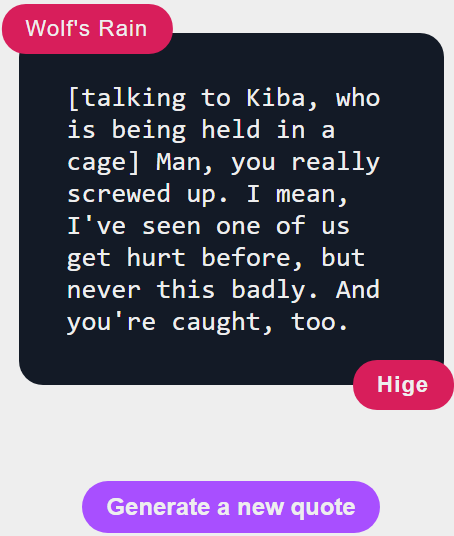 Wolf's Rain
[talking to Kiba, who
is being held in a
cage] Man, you really
screwed up. I mean,
I've seen one of us
get hurt before, but
never this badly. And
you're caught, too.
Hige
Generate a new quote